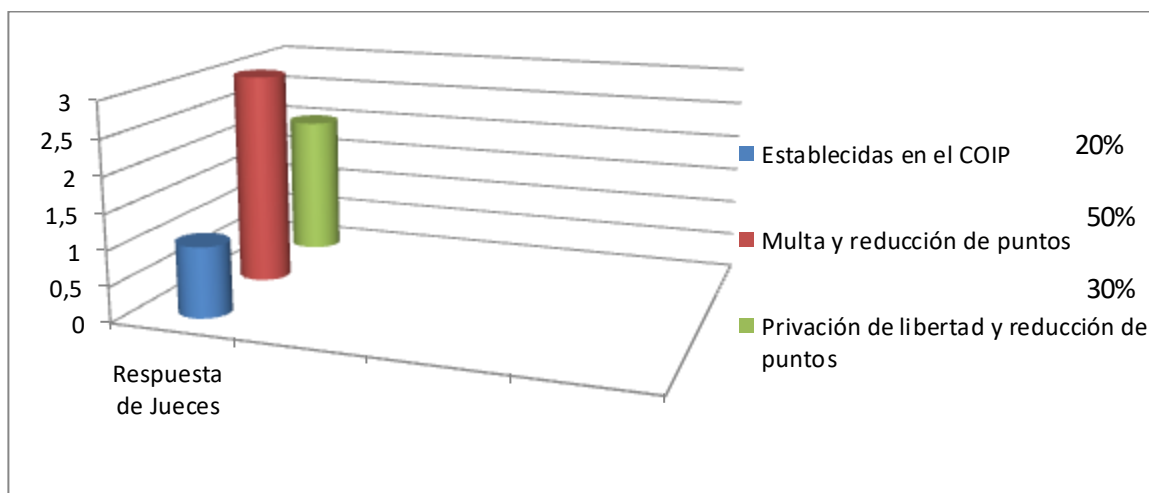 3
2,5
2
1,5
1
0,5
0
Respuesta
de Jueces
Establecidas en el COIP 20%
50%
Multa y reducción de puntos
30%
Privación de libertad y reducción de
puntos